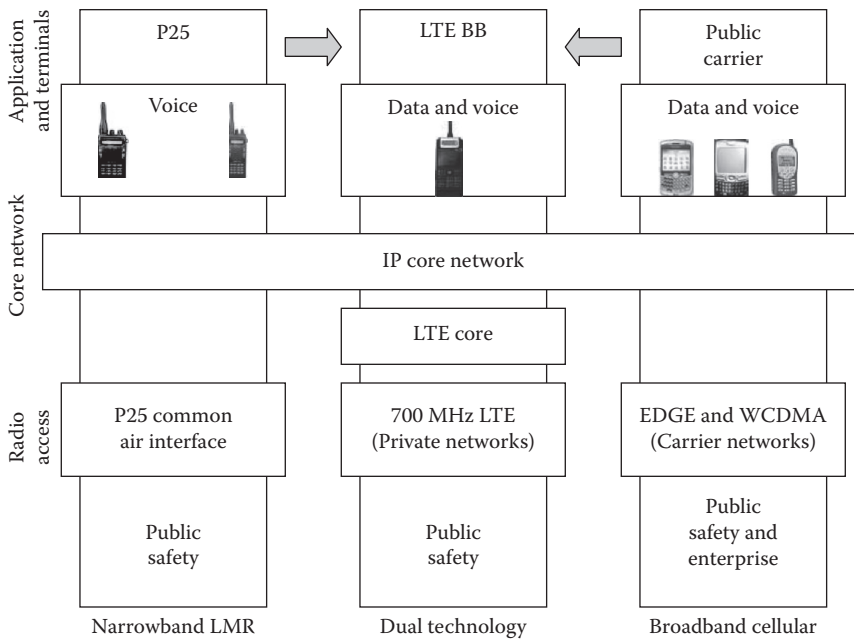 Application
and terminals
P25
LTE BB
Public
carrier
Voice
Data and voice
Data and voice
Core network
IP core network
LTE core
Radio
access
P25 common
air interface
700 MHz LTE
(Private networks)
EDGE and WCDMA
(Carrier networks)
Public
safety
Public
safety
Public
safety and
enterprise
Narrowband LMR
Dual technology
Broadband cellular